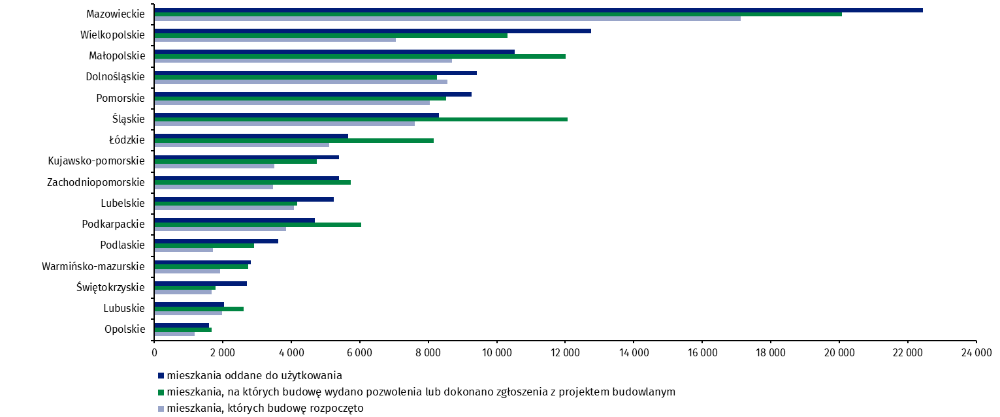 Mazowieckie
Wielkopolskie
Małopolskie
Dolnośląskie
Pomorskie
Śląskie
Łódzkie
Kujawsko-pomorskie
Zachodniopomorskie
Lubelskie
Podkarpackie
Podlaskie
Warmińsko-mazurskie
Świętokrzyskie
Lubuskie
Opolskie
0 2 000 4 000 6 000 8 000 10 000 12 000 14 000 16 000 18 000 20 000 22 000 24 000
mieszkania oddane do użytkowania
mieszkania, na których budowę wydano pozwolenia lub dokonano zgłoszenia z projektem budowlanym
mieszkania, których budowę rozpoczęto